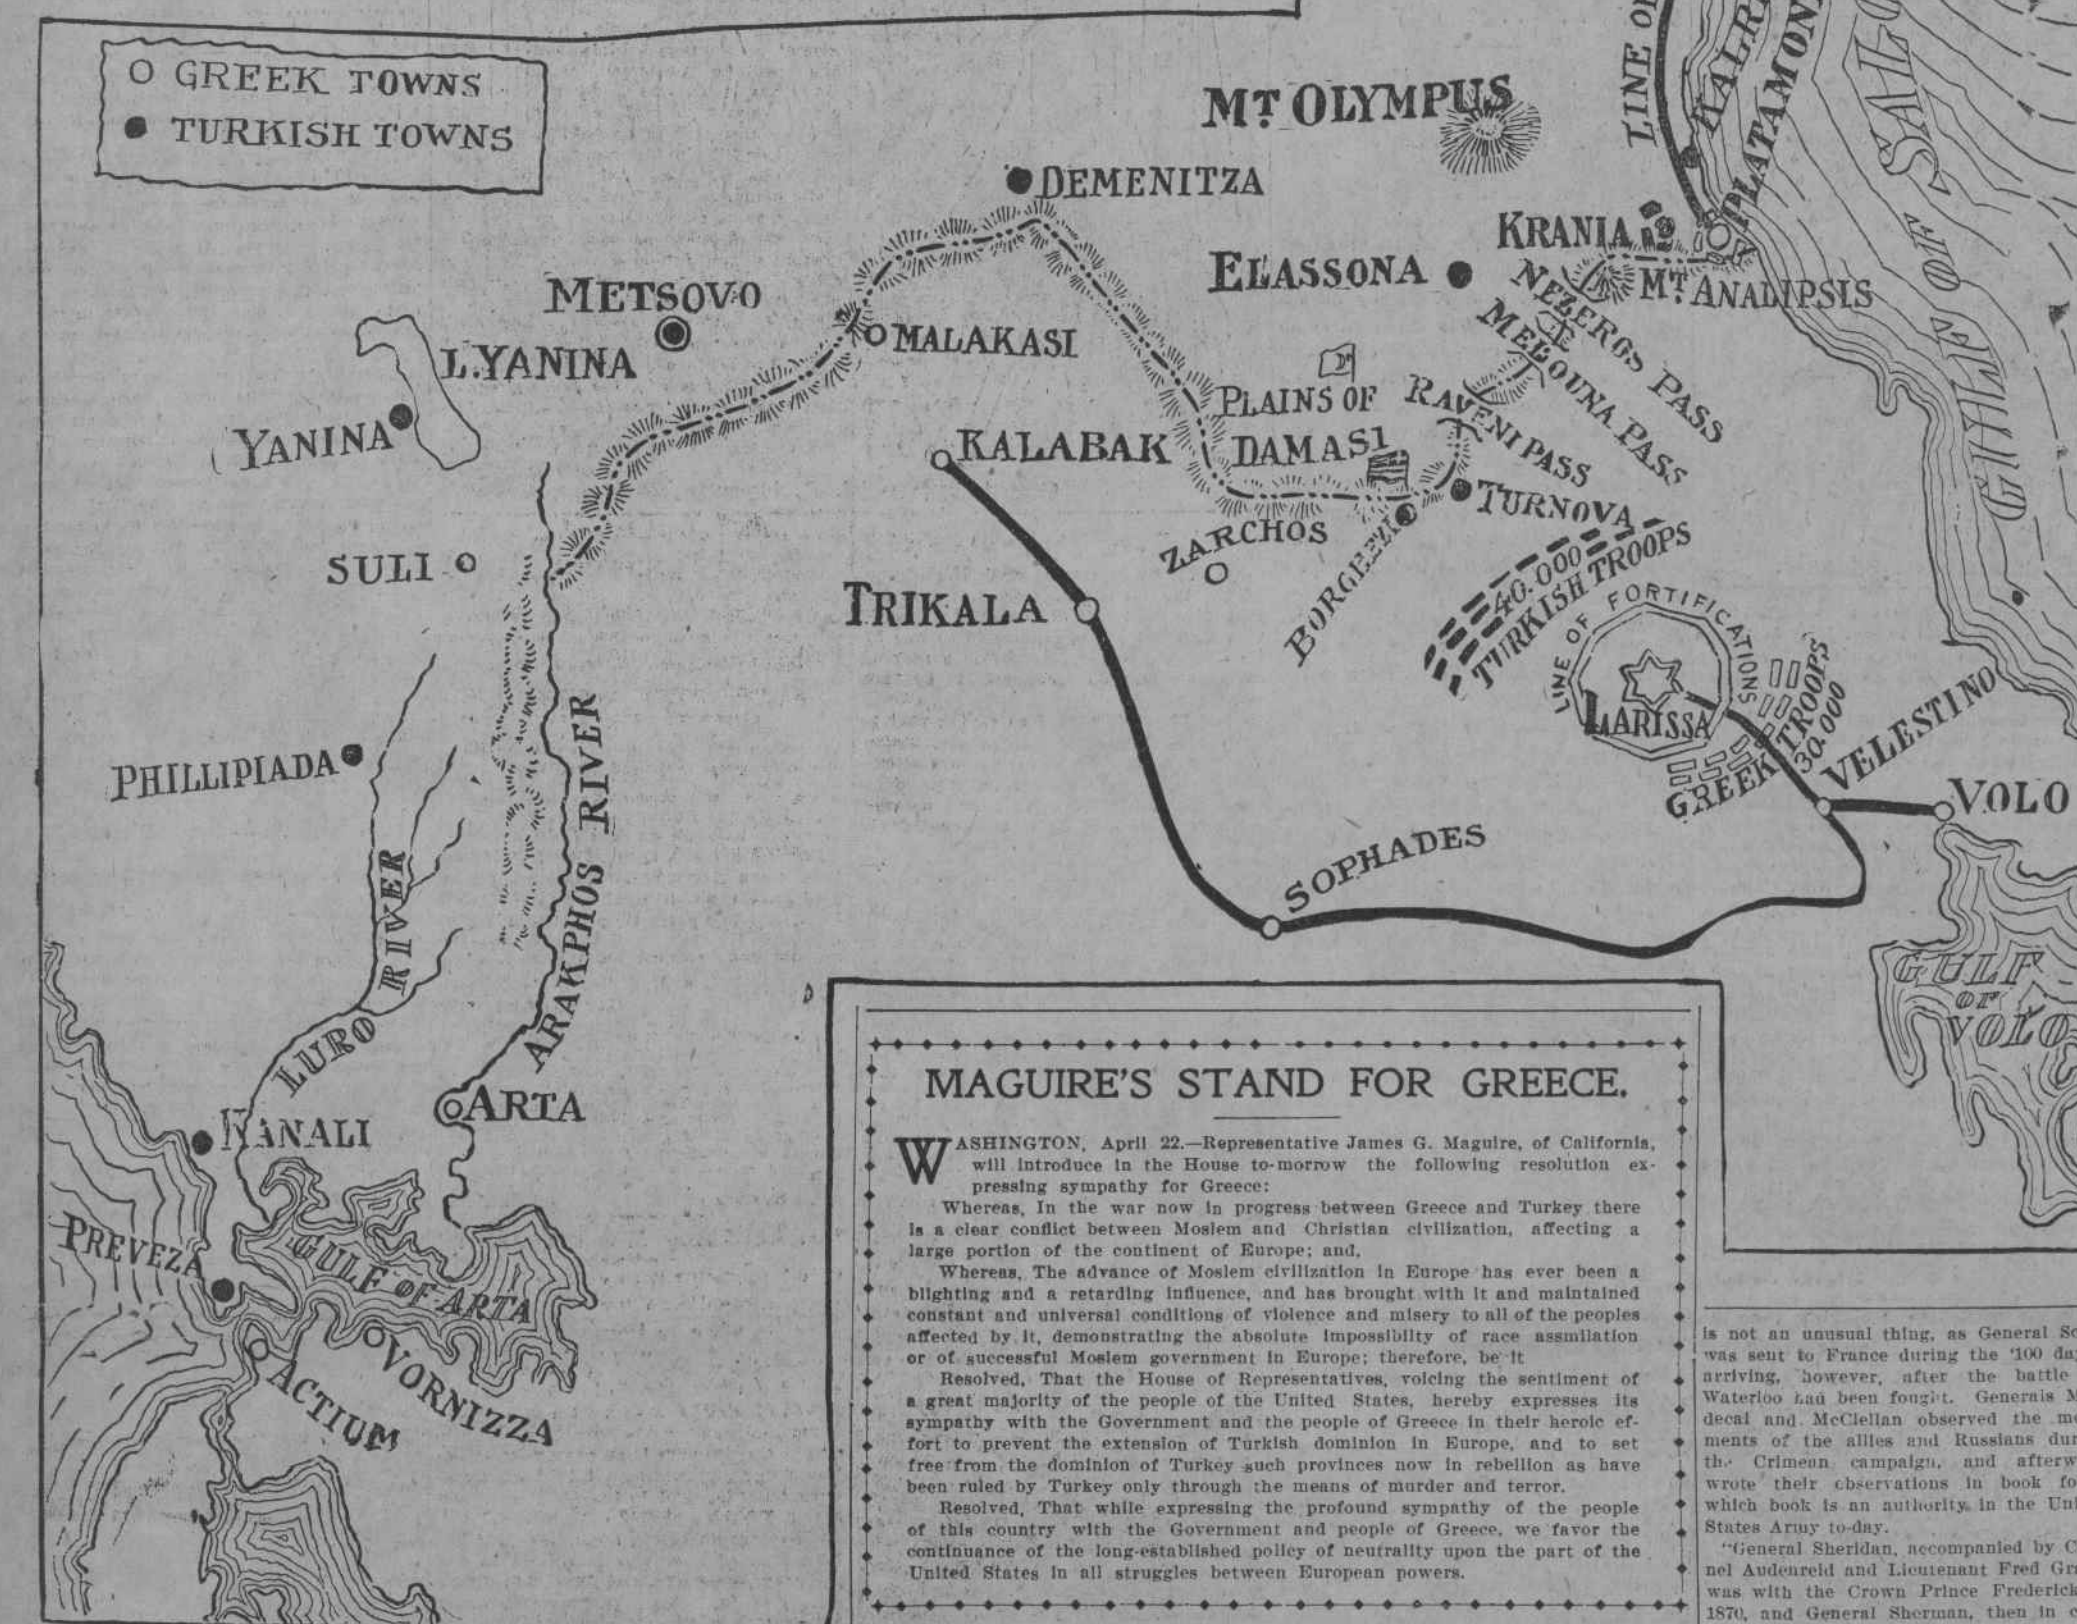 O GREEK TOWNS
● TURKISH TOWNS
MT. OLYMPUS
DEMENITZA
LINE OF
PLATAMONA
KRANIA
ELASSONA
MT. ANALIPSIS
NEZEROS PASS
MELOUNA PASS
RAVENI PASS
GULF OF SALO
METSOVO
L. YANINA
YANINA
MALAKASI
PLAINS OF
DAMASI
KALABAK
TURNOVA
ZARCHOS
BORGEEZI
SULI
TRIKALA
40.000
TURKISH TROOPS
LINE OF FORTIFICATIONS
LARISSA
GREEK TROOPS
30.000
VELESTINO
VOLO
PHILLIPIADA
SOPHADES
ARAKPHOS RIVER
LURO RIVER
GULF
OF
VOLO
ARTA
KANALI
PREVEZA
GULF OF ARTA
ACTIUM
VORNIZZA
MAGUIRE'S STAND FOR GREECE.
WASHINGTON, April 22.—Representative James G. Maguire, of California,
will introduce in the House to-morrow the following resolution ex-
pressing sympathy for Greece:
Whereas, In the war now in progress between Greece and Turkey there
is a clear conflict between Moslem and Christian civilization, affecting a
large portion of the continent of Europe; and,
Whereas, The advance of Moslem civilization in Europe has ever been a
blighting and a retarding influence, and has brought with it and maintained
constant and universal conditions of violence and misery to all of the peoples
affected by it, demonstrating the absolute impossibilty of race assmilation
or of successful Moslem government in Europe; therefore, be it
Resolved, That the House of Representatives, voicing the sentiment of
a great majority of the people of the United States, hereby expresses its
sympathy with the Government and the people of Greece in their heroic ef-
fort to prevent the extension of Turkish dominion in Europe, and to set
free from the dominion of Turkey such provinces now in rebellion as have
been ruled by Turkey only through the means of murder and terror.
Resolved, That while expressing the profound sympathy of the people
of this country with the Government and people of Greece, we favor the
continuance of the long-established policy of neutrality upon the part of the
United States in all struggles between European powers.
is not an unusual thing, as General Sc
was sent to France during the '100 da
arriving, however, after the battle
Waterloo had been fought. Generals M
decai and McClellan observed the m
ments of the allies and Russians dur
the Crimean campaign, and afterw
wrote their observations in book fo
which book is an authority in the Uni
States Army to-day.
"General Sheridan, accompanied by C
nel Audenreid and Lieutenant Fred Gr
was with the Crown Prince Frederick
1870, and General Sherman, then in